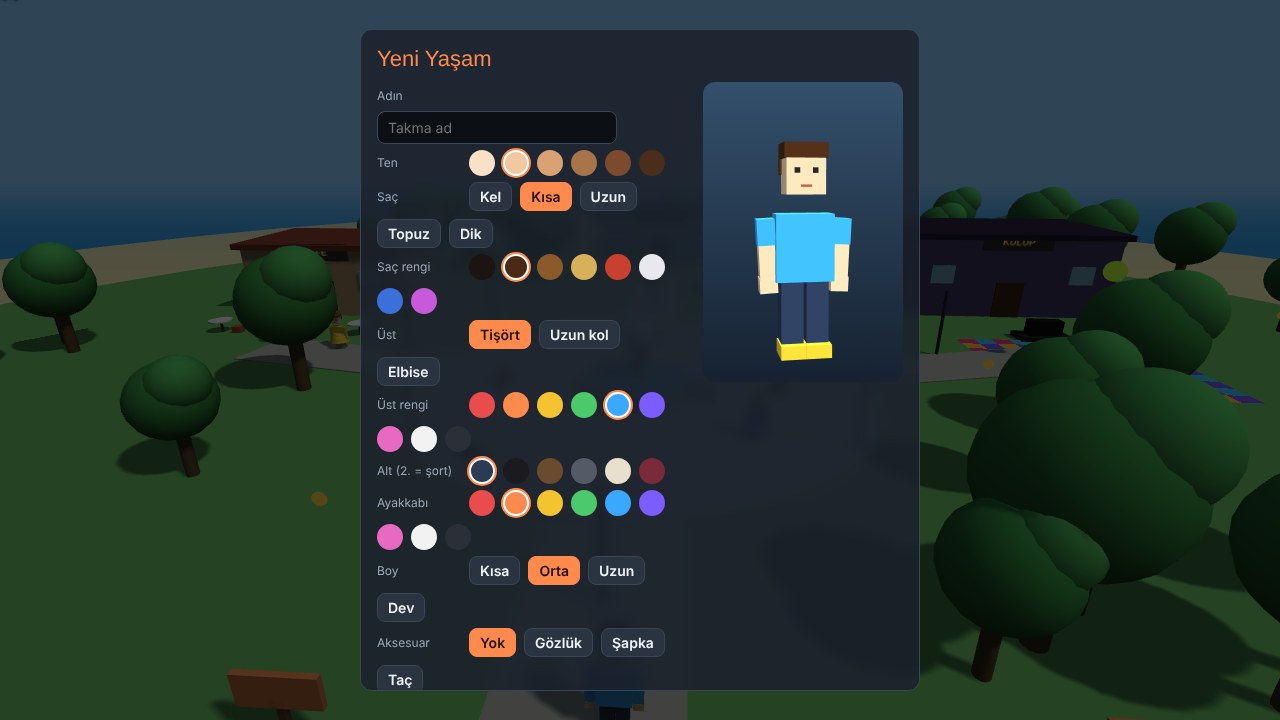 Yeni Yaşam
Adın
Takma ad
Ten
Saç Kel Kısa Uzun
Topuz Dik
Saç rengi
Üst Tişört Uzun kol
Elbise
Üst rengi
Alt (2. = şort)
Ayakkabı
Boy Kısa Orta Uzun
Dev
Aksesuar Yok Gözlük Şapka
Taç
KULÜP